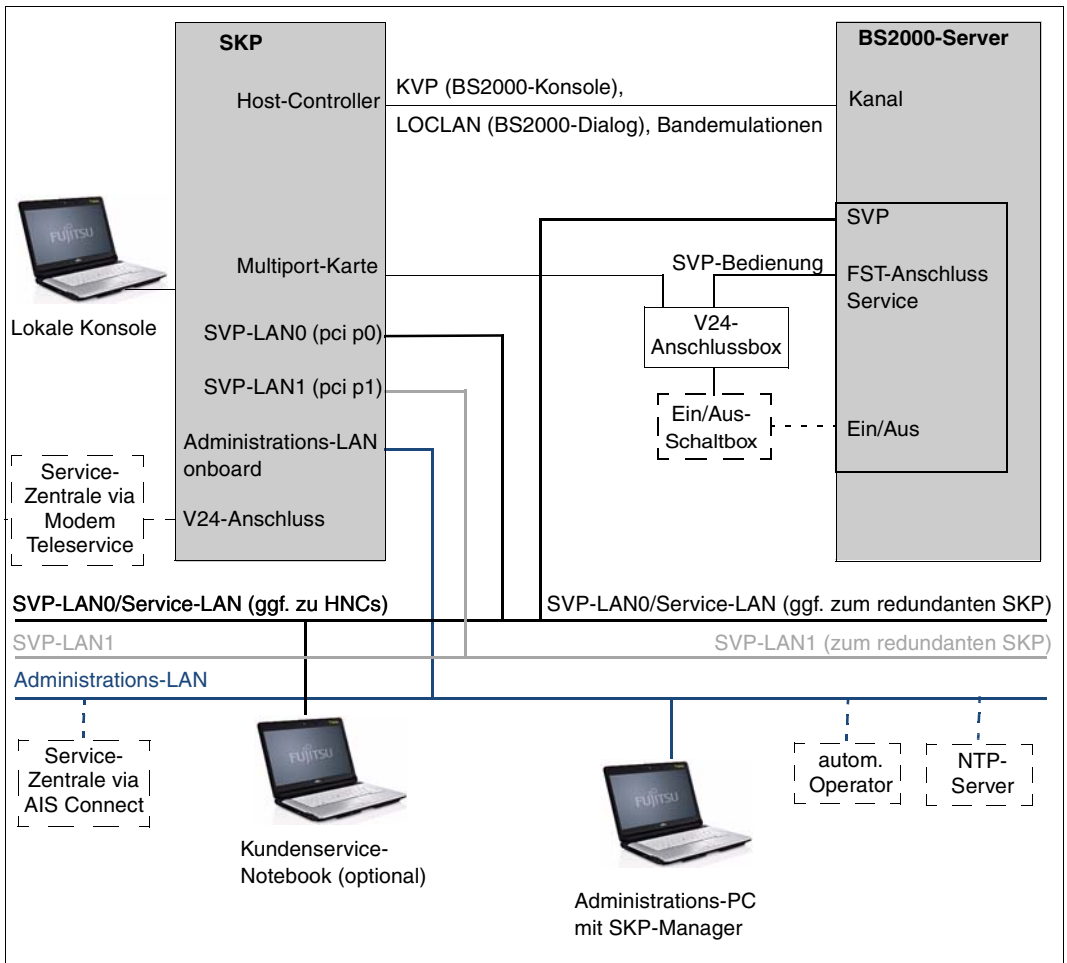 SKP
BS2000-Server
Host-Controller
KVP (BS2000-Konsole),
LOCLAN (BS2000-Dialog), Bandemulationen
Kanal
FUJITSU
Lokale Konsole
Multiport-Karte
SVP-Bedienung
SVP
FST-Anschluss
Service
V24-
Anschlussbox
SVP-LAN0 (pci p0)
SVP-LAN1 (pci p1)
Ein/Aus-
Schaltbox
Ein/Aus
Administrations-LAN
onboard
Service-
Zentrale via
Modem
Teleservice
V24-Anschluss
SVP-LAN0/Service-LAN (ggf. zu HNCs)
SVP-LAN0/Service-LAN (ggf. zum redundanten SKP)
SVP-LAN1
SVP-LAN1 (zum redundanten SKP)
Administrations-LAN
Service-
Zentrale via
AIS Connect
FUJITSU
Kundenservice-
Notebook (optional)
FUJITSU
Administrations-PC
mit SKP-Manager
autom.
Operator
NTP-
Server